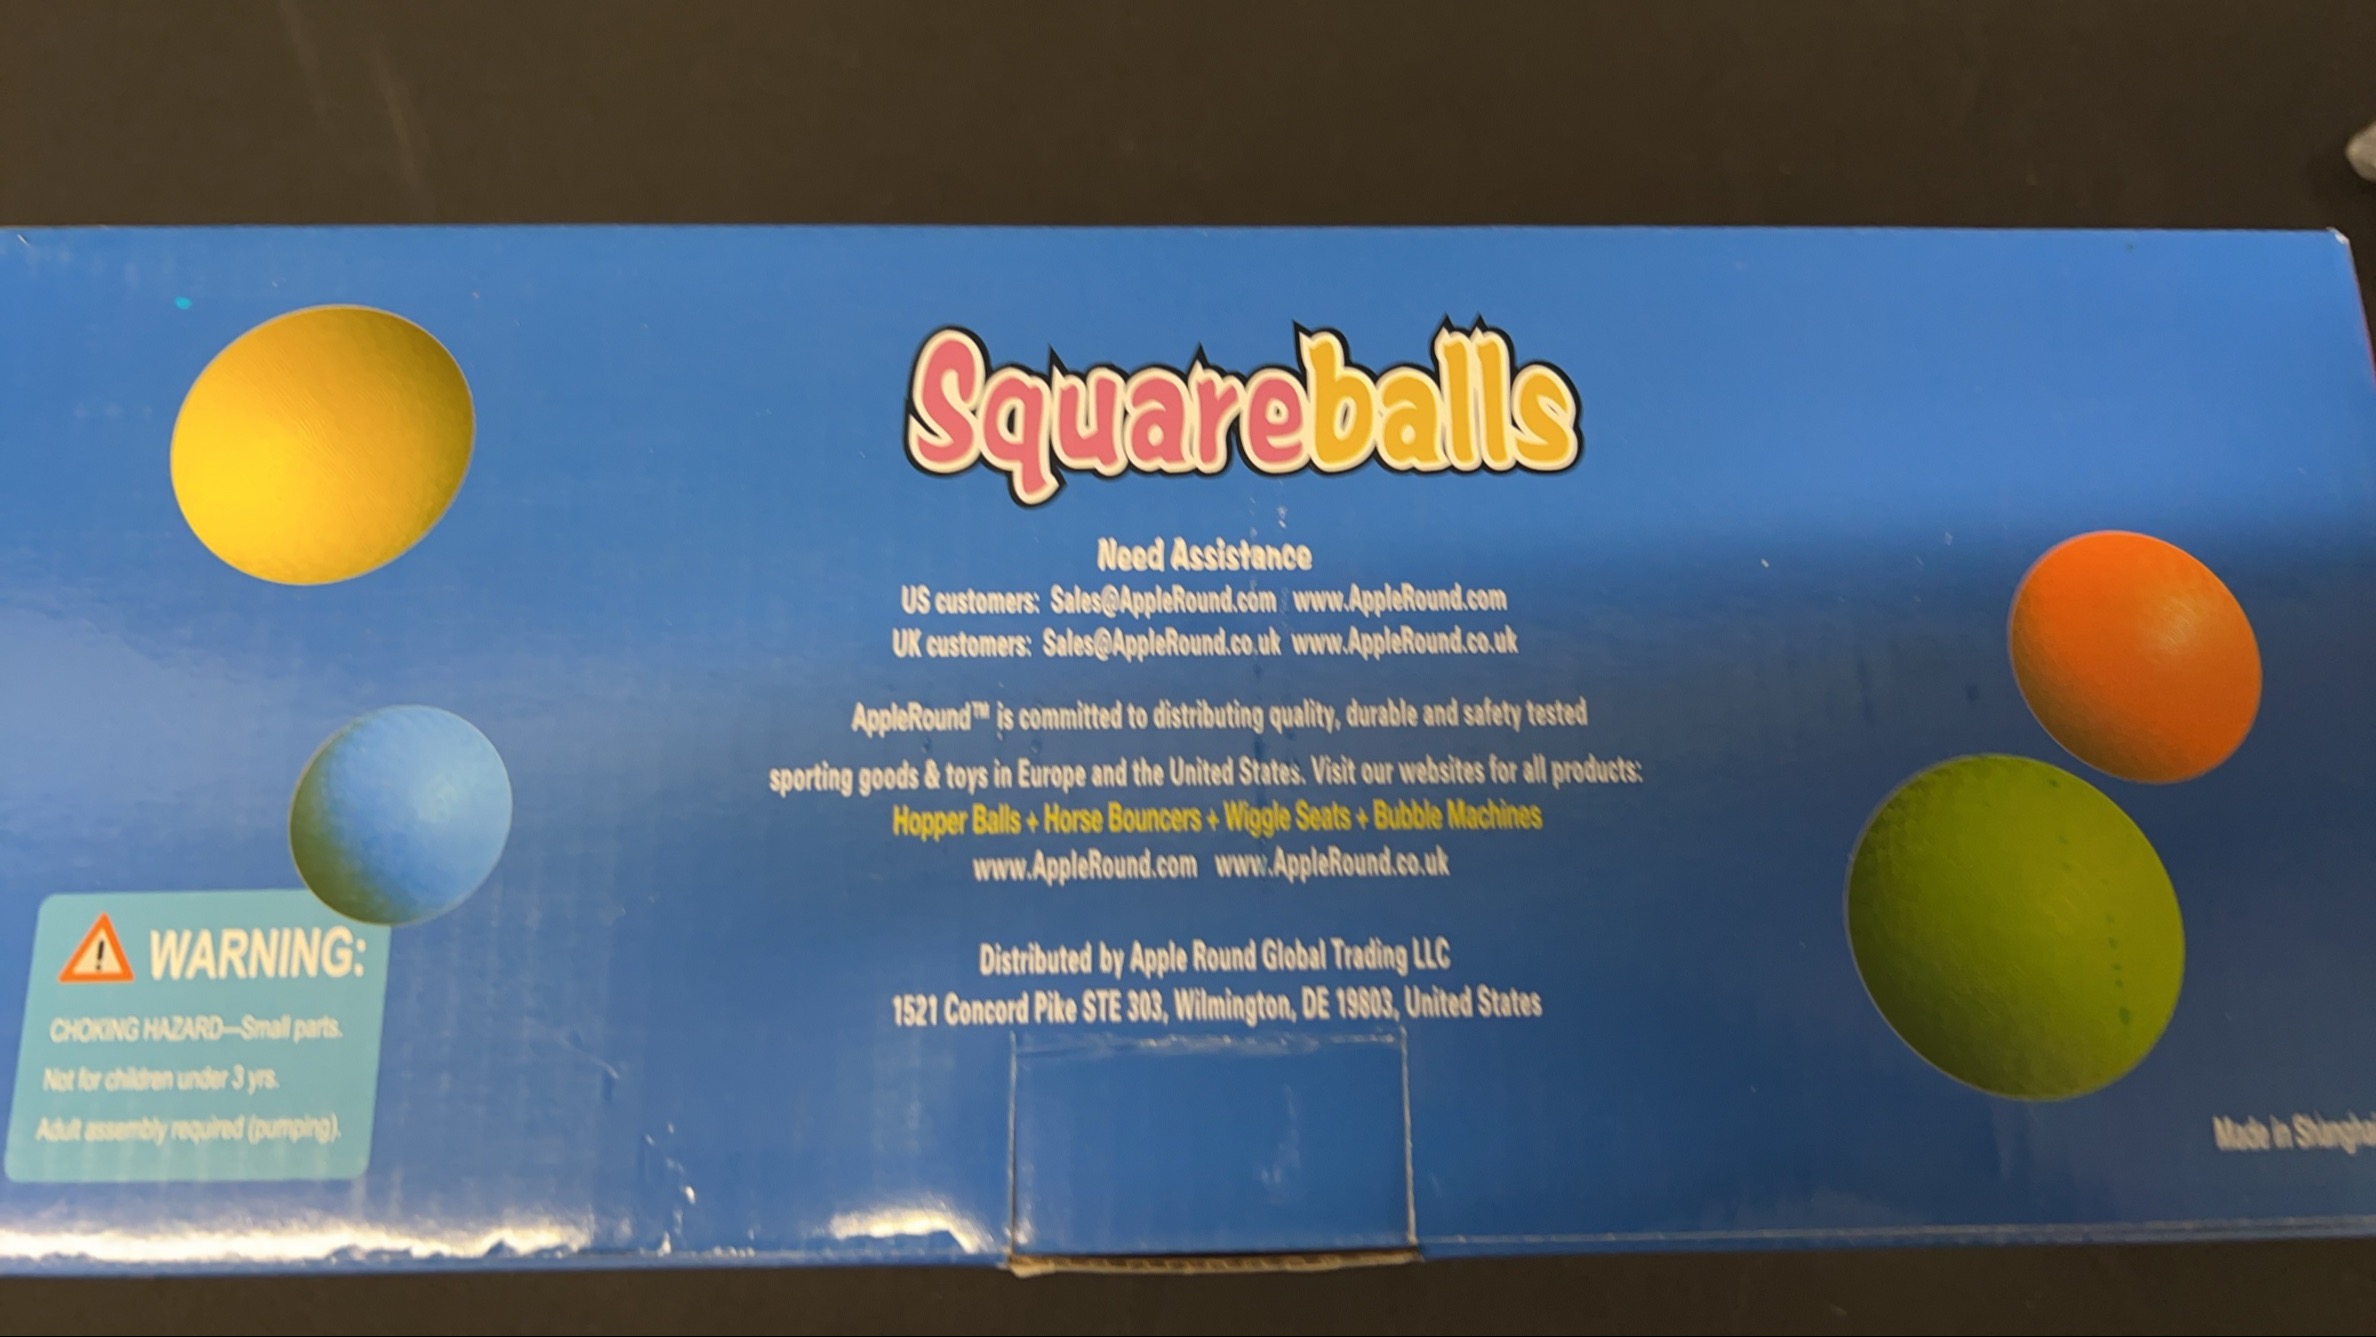 Squareballs
Need Assistance
US customers: Sales@AppleRound.com www.AppleRound.com
UK customers: Sales@AppleRound.co.uk www.AppleRound.co.uk
AppleRound™ is committed to distributing quality, durable and safety tested
sporting goods & toys in Europe and the United States. Visit our websites for all products:
Hopper Balls + Horse Bouncers + Wiggle Seats + Bubble Machines
www.AppleRound.com www.AppleRound.co.uk
Distributed by Apple Round Global Trading LLC
1521 Concord Pike STE 303, Wilmington, DE 19803, United States
WARNING:
CHOKING HAZARD—Small parts.
Not for children under 3 yrs.
Adult assembly required (pumping).
Made in